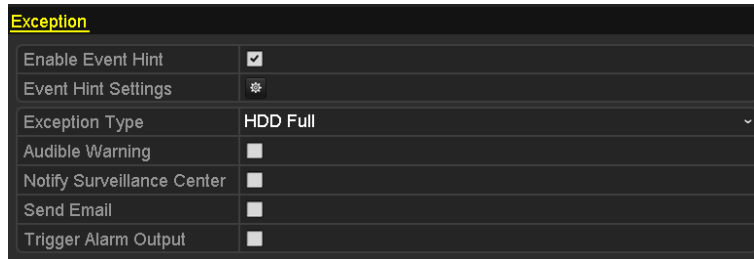 Exception
Enable Event Hint
Event Hint Settings
Exception Type HDD Full
Audible Warning
Notify Surveillance Center
Send Email
Trigger Alarm Output